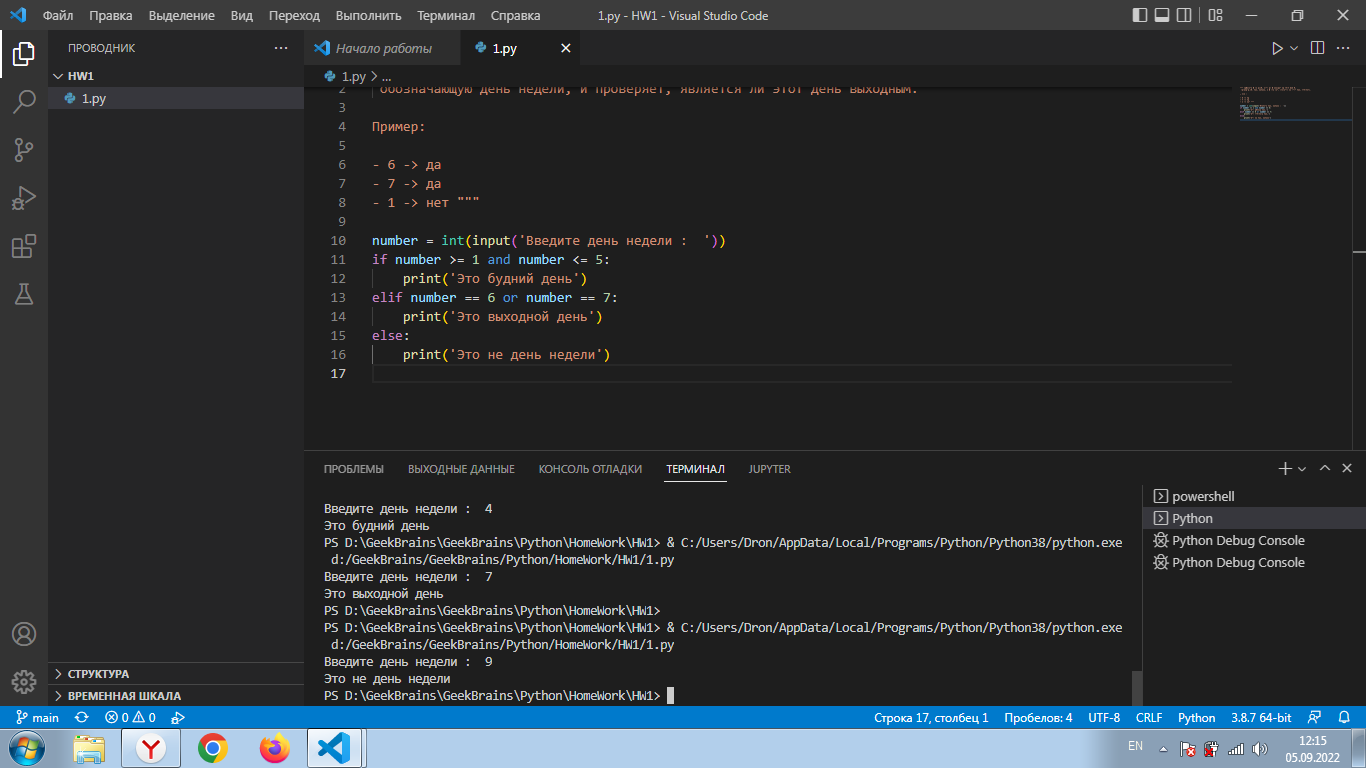 Файл Правка Выделение Вид Переход Выполнить Терминал Справка 1.py - HW1 - Visual Studio Code
ПРОВОДНИК ...
HW1
1.py
Начало работы 1.py
1.py > ...
2 обозначающую день недели, и проверяет, является ли этот день выходным.
3
4 Пример:
5
6 - 6 -> да
7 - 7 -> да
8 - 1 -> нет """
9
10 number = int(input('Введите день недели :  '))
11 if number >= 1 and number <= 5:
12     print('Это будний день')
13 elif number == 6 or number == 7:
14     print('Это выходной день')
15 else:
16     print('Это не день недели')
17
ПРОБЛЕМЫ ВЫХОДНЫЕ ДАННЫЕ КОНСОЛЬ ОТЛАДКИ ТЕРМИНАЛ JUPYTER
Введите день недели :  4
Это будний день
PS D:\GeekBrains\GeekBrains\Python\HomeWork\HW1> & C:/Users/Dron/AppData/Local/Programs/Python/Python38/python.exe
d:/GeekBrains/GeekBrains/Python/HomeWork/HW1/1.py
Введите день недели :  7
Это выходной день
PS D:\GeekBrains\GeekBrains\Python\HomeWork\HW1>
PS D:\GeekBrains\GeekBrains\Python\HomeWork\HW1> & C:/Users/Dron/AppData/Local/Programs/Python/Python38/python.exe
d:/GeekBrains/GeekBrains/Python/HomeWork/HW1/1.py
Введите день недели :  9
Это не день недели
PS D:\GeekBrains\GeekBrains\Python\HomeWork\HW1>
powershell
Python
Python Debug Console
Python Debug Console
СТРУКТУРА
ВРЕМЕННАЯ ШКАЛА
main 0 0 Строка 17, столбец 1 Пробелов: 4 UTF-8 CRLF Python 3.8.7 64-bit
EN 12:15
05.09.2022